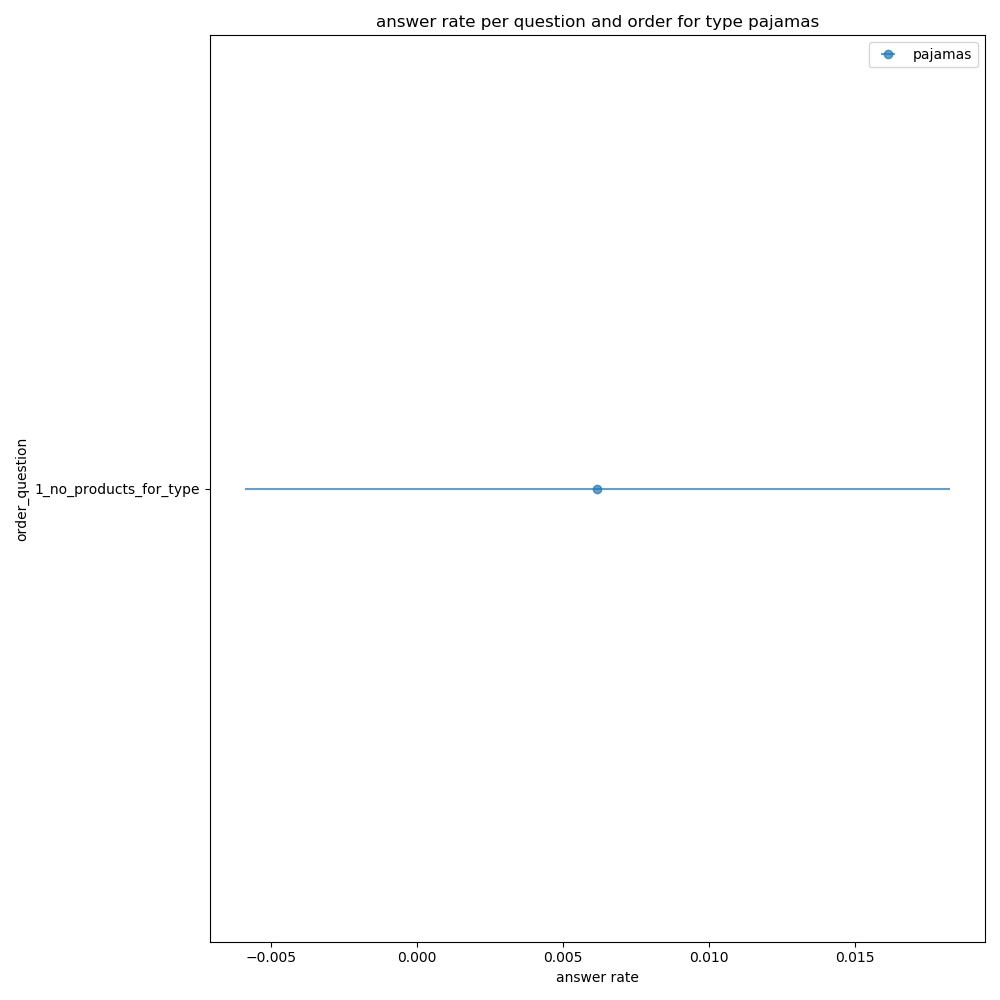 answer rate per question and order for type pajamas
pajamas
order_question
1_no_products_for_type
−0.005
0.000
0.005
0.010
0.015
answer rate